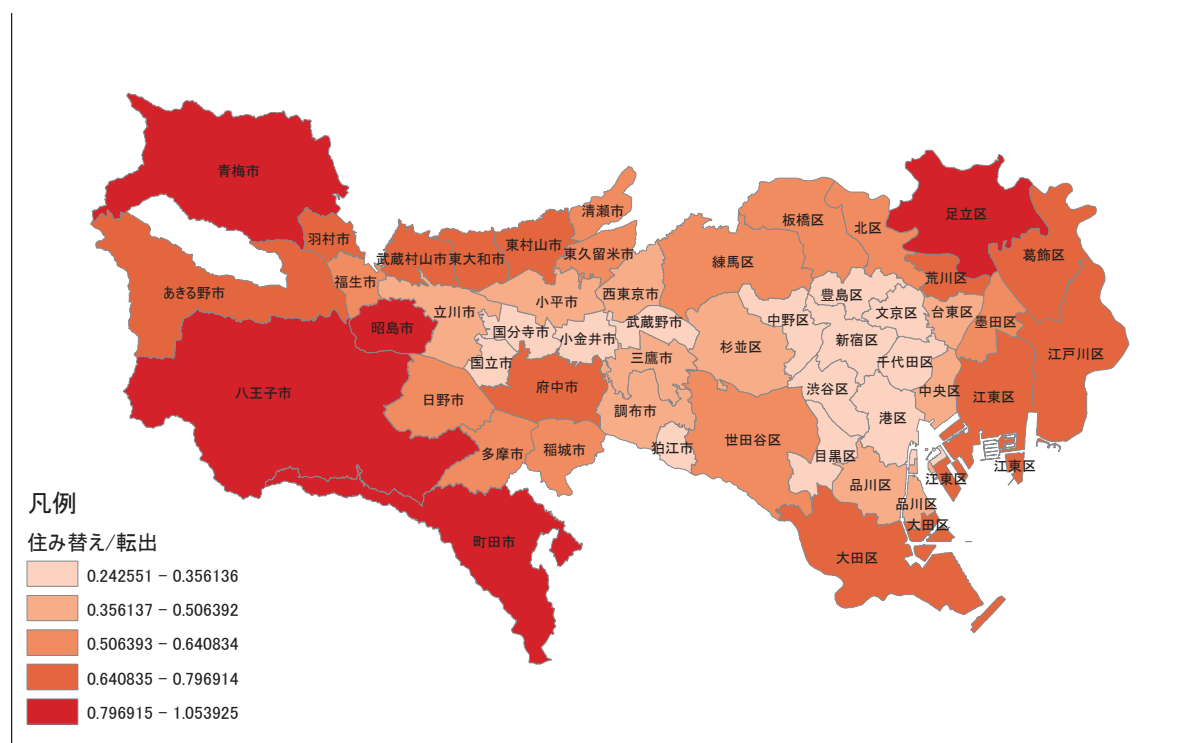 青梅市
足立区
清瀬市
板橋区
北区
羽村市
東村山市
武蔵村山市
東大和市
東久留米市
葛飾区
練馬区
福生市
荒川区
あきる野市
小平市
西東京市
豊島区
立川市
文京区
台東区
昭島市
国分寺市
武蔵野市
中野区
墨田区
小金井市
新宿区
杉並区
江戸川区
国立市
三鷹市
千代田区
八王子市
府中市
渋谷区
中央区
江東区
日野市
調布市
港区
世田谷区
狛江市
多摩市
稲城市
目黒区
江東区
江東区
品川区
品川区
大田区
町田市
大田区
凡例
住み替え/転出
0.242551 – 0.356136
0.356137 – 0.506392
0.506393 – 0.640834
0.640835 – 0.796914
0.796915 – 1.053925